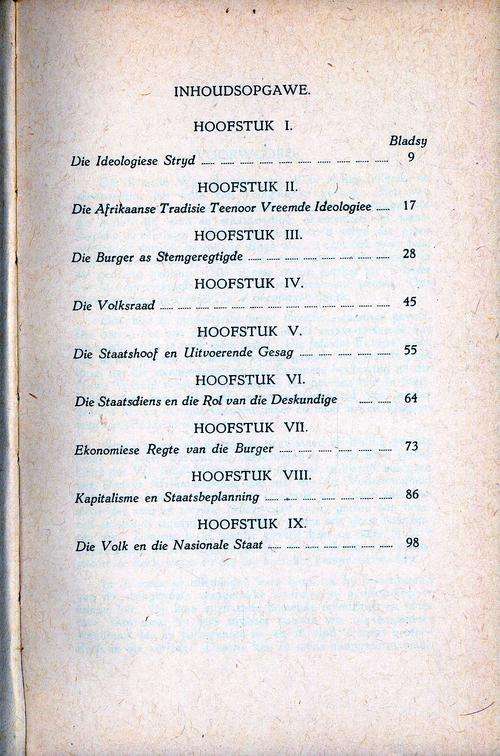 INHOUDSOPGAWE.
HOOFSTUK I.
Bladsy
Die Ideologiese Stryd ..... ..... ..... ..... ..... ..... ..... ..... ..... 9
HOOFSTUK II.
Die Afrikaanse Tradisie Teenoor Vreemde Ideologiee ..... 17
HOOFSTUK III.
Die Burger as Stemgeregtigde ..... ..... ..... ..... ..... ..... ..... 28
HOOFSTUK IV.
Die Volksraad ..... ..... ..... ..... ..... ..... ..... ..... ..... ..... ..... 45
HOOFSTUK V.
Die Staatshoof en Uitvoerende Gesag ..... ..... ..... ..... ..... 55
HOOFSTUK VI.
Die Staatsdiens en die Rol van die Deskundige ..... ..... 64
HOOFSTUK VII.
Ekonomiese Regte van die Burger ..... ..... ..... ..... ..... ..... 73
HOOFSTUK VIII.
Kapitalisme en Staatsbeplanning ..... ..... ..... ..... ..... ..... ..... 86
HOOFSTUK IX.
Die Volk en die Nasionale Staat ..... ..... ..... ..... ..... ..... ..... 98